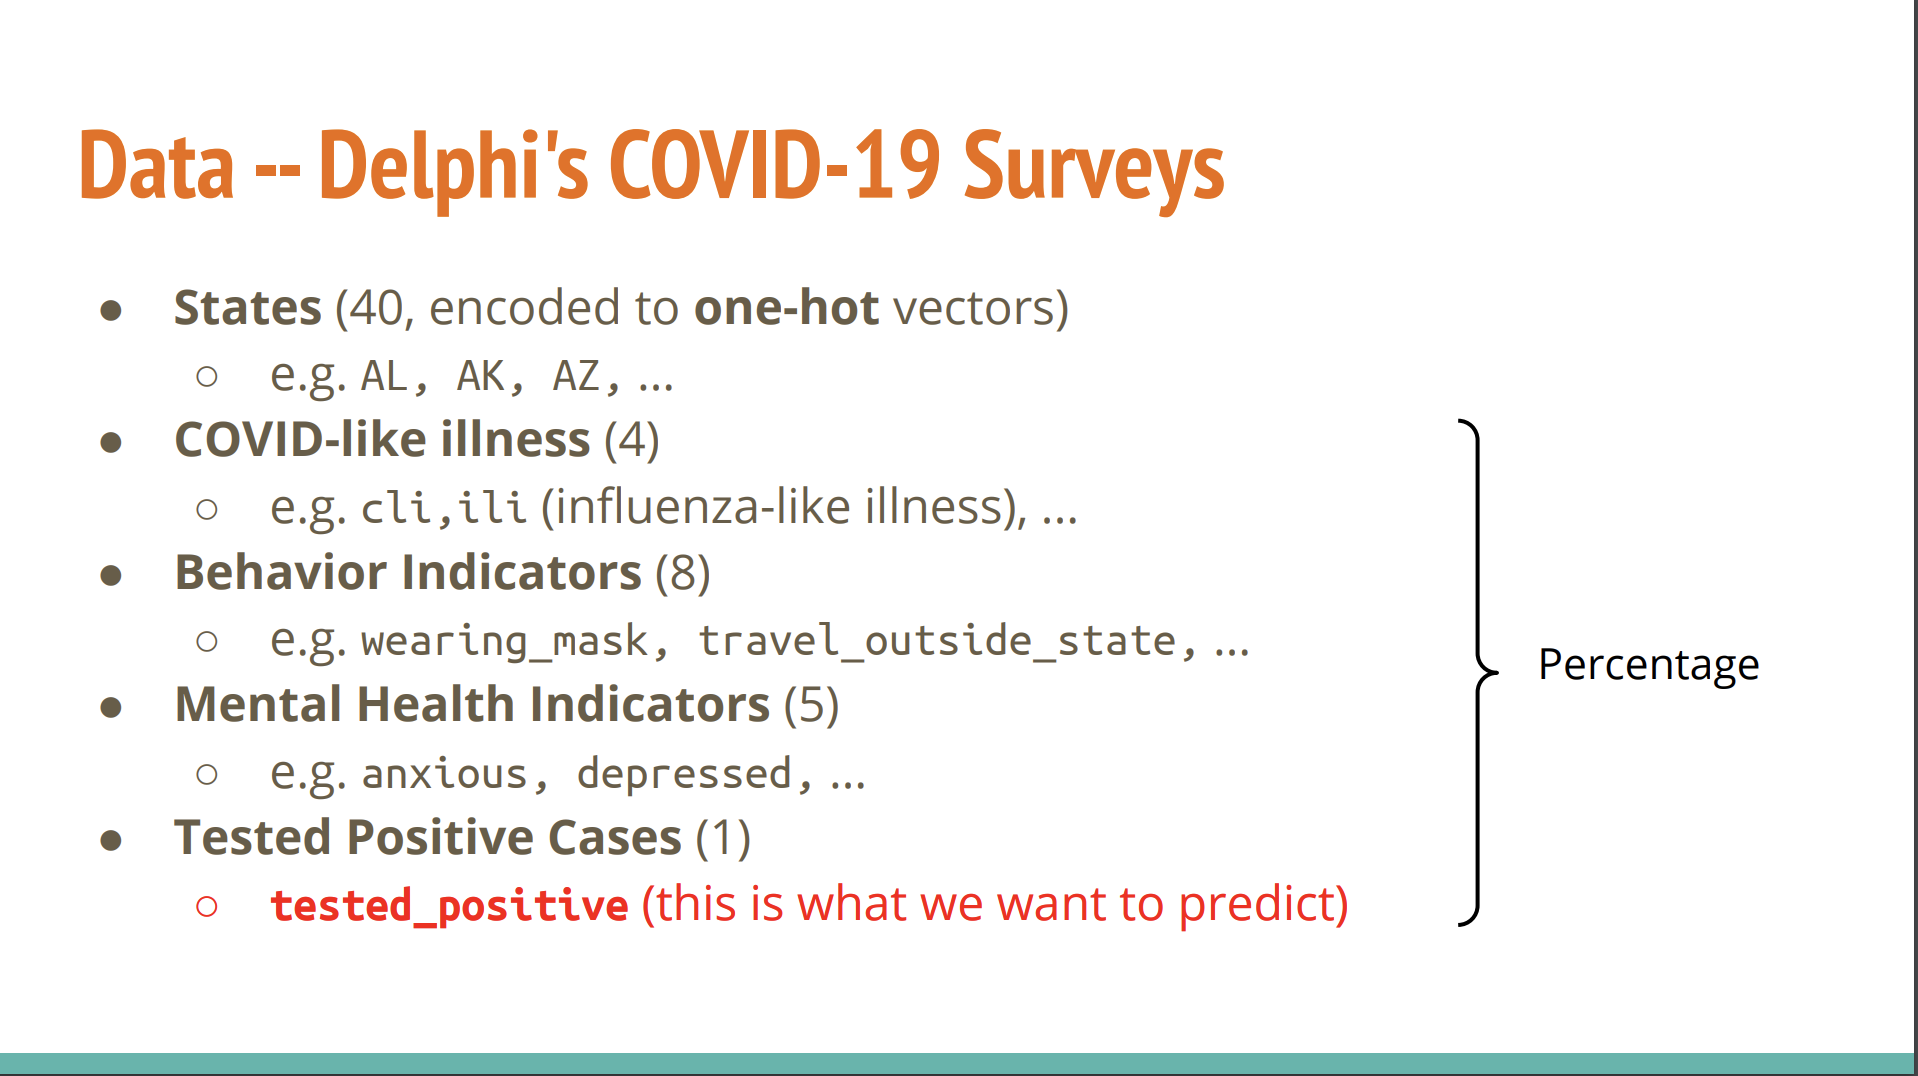 Data -- Delphi's COVID-19 Surveys
● States (40, encoded to one-hot vectors)
○ e.g. AL, AK, AZ, ...
● COVID-like illness (4)
○ e.g. cli,ili (influenza-like illness), ...
● Behavior Indicators (8)
○ e.g. wearing_mask, travel_outside_state, ...
● Mental Health Indicators (5)
○ e.g. anxious, depressed, ...
● Tested Positive Cases (1)
○ tested_positive (this is what we want to predict)
Percentage